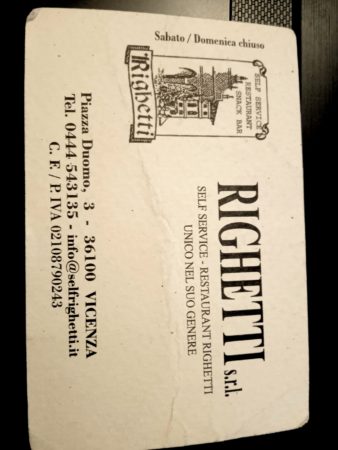 Sabato / Domenica chiuso
SELF SERVICE
RESTAURANT
SNACK BAR
Righetti
RIGHETTI s.r.l.
SELF SERVICE - RESTAURANT RIGHETTI
UNICO NEL SUO GENERE
Piazza Duomo, 3 - 36100 VICENZA
Tel. 0444 543135 - info@selfrighetti.it
C. F. / P. IVA 02108790243